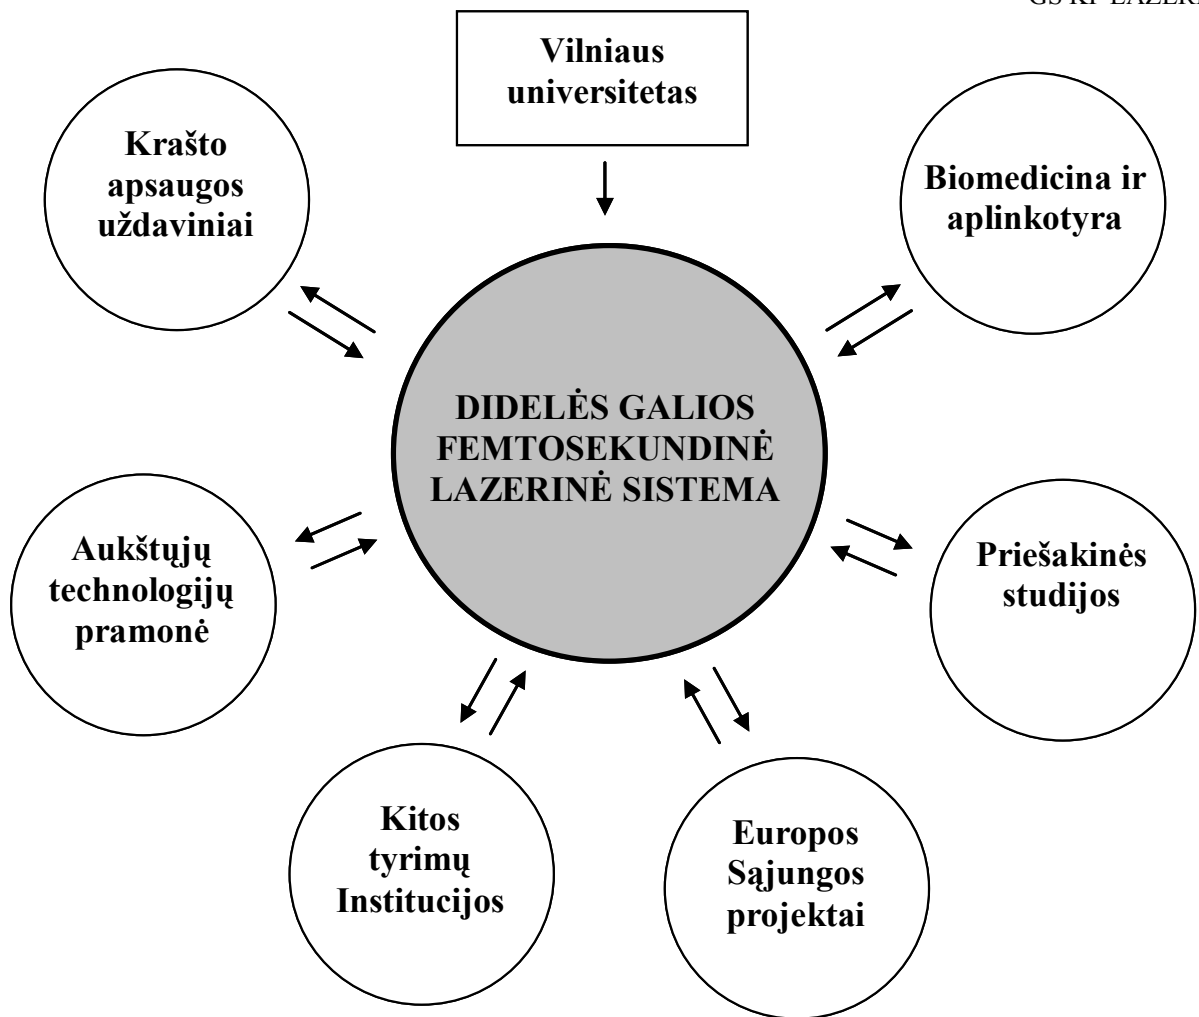 Vilniaus
universitetas
Krašto
apsaugos
uždaviniai
Biomedicina ir
aplinkotyra
DIDELĖS GALIOS
FEMTOSEKUNDINĖ
LAZERINĖ SISTEMA
Aukštųjų
technologijų
pramonė
Priešakinės
studijos
Kitos
tyrimų
Institucijos
Europos
Sąjungos
projektai